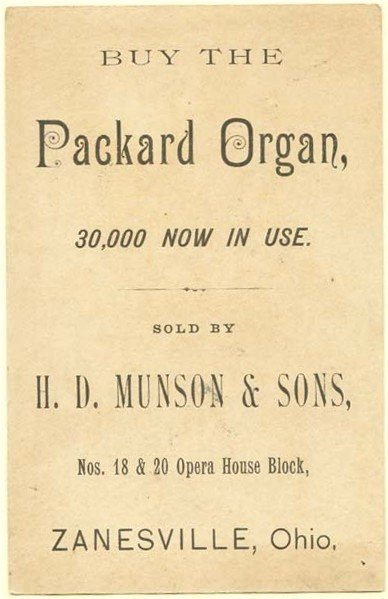 BUY THE
Packard Organ,
30,000 NOW IN USE.
SOLD BY
H. D. MUNSON & SONS,
Nos. 18 & 20 Opera House Block,
ZANESVILLE, Ohio.